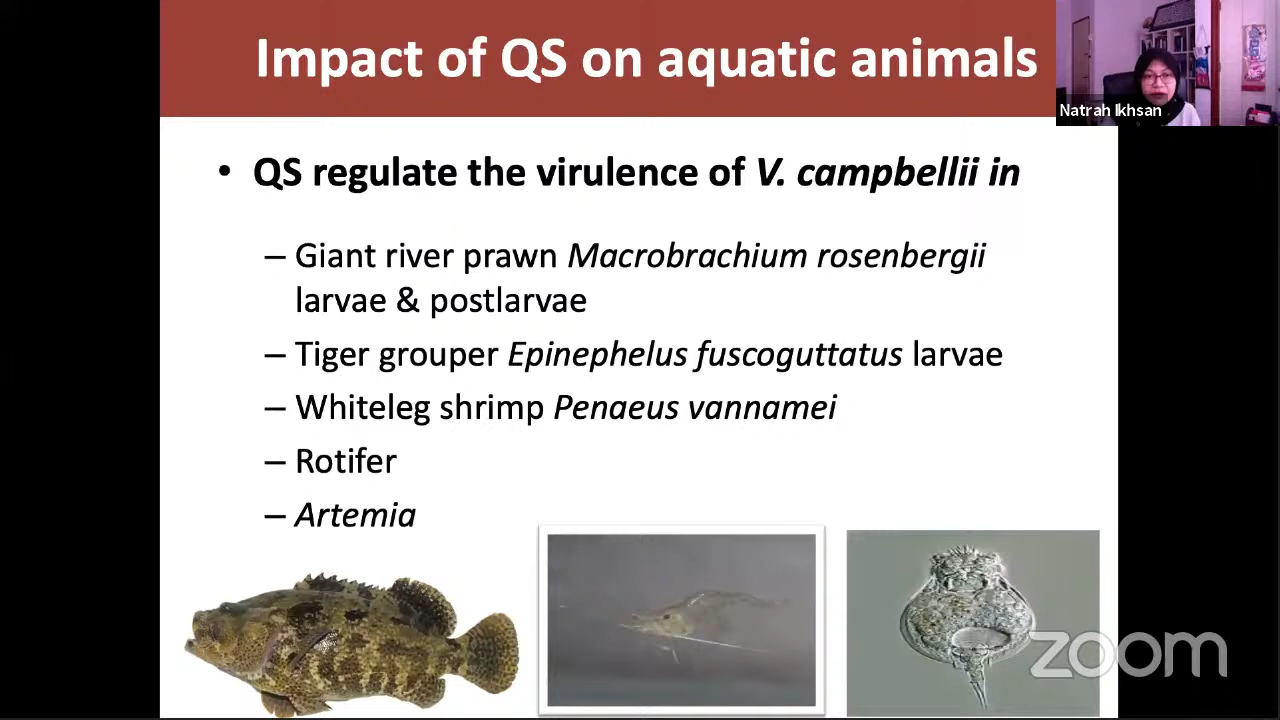 Impact of QS on aquatic animals
Natrah Ikhsan
• QS regulate the virulence of V. campbellii in
– Giant river prawn Macrobrachium rosenbergii
larvae & postlarvae
– Tiger grouper Epinephelus fuscoguttatus larvae
– Whiteleg shrimp Penaeus vannamei
– Rotifer
– Artemia
zoom